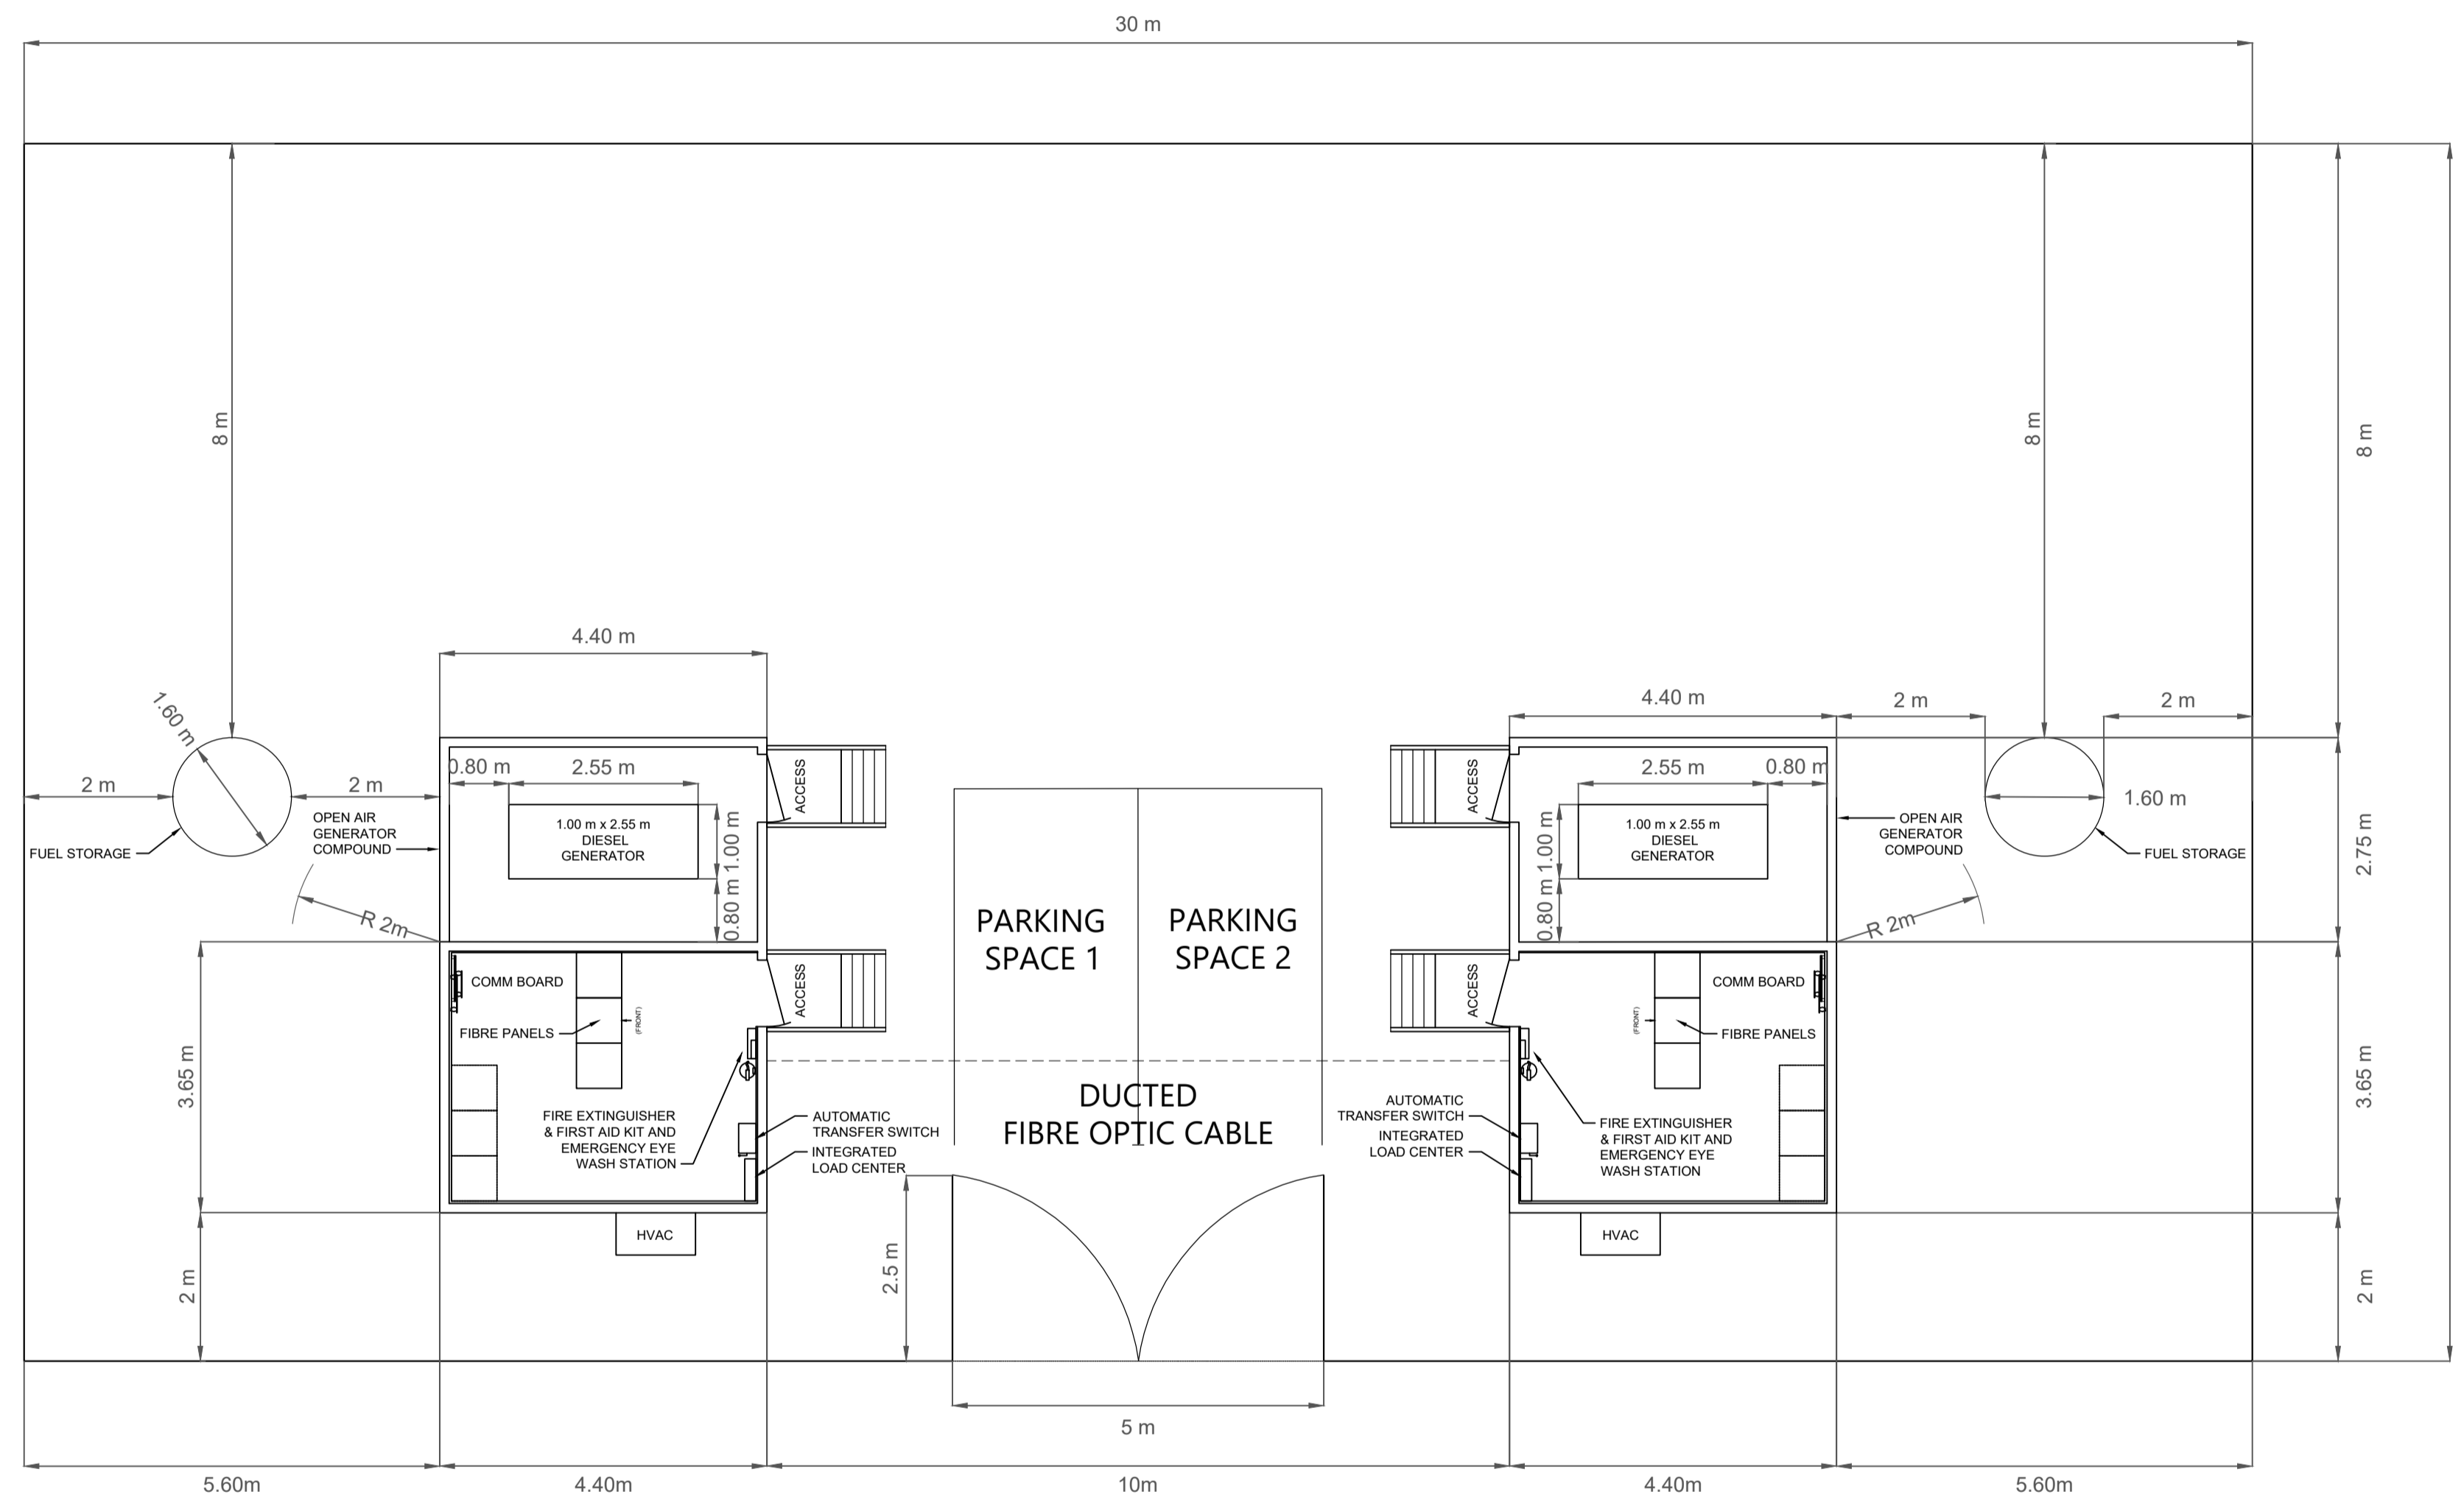 30 m
8 m
8 m
8 m
4.40 m
4.40 m
2 m
2 m
1.60 m
2 m
2 m
0.80 m
2.55 m
2.55 m
0.80 m
1.60 m
ACCESS
ACCESS
OPEN AIR
GENERATOR
COMPOUND
1.00 m x 2.55 m
DIESEL
GENERATOR
1.00 m
0.80 m
1.00 m
0.80 m
1.00 m x 2.55 m
DIESEL
GENERATOR
OPEN AIR
GENERATOR
COMPOUND
2.75 m
FUEL STORAGE
FUEL STORAGE
R 2m
PARKING
SPACE 1
PARKING
SPACE 2
R 2m
COMM BOARD
ACCESS
ACCESS
COMM BOARD
FIBRE PANELS
(FRONT)
(FRONT)
FIBRE PANELS
3.65 m
3.65 m
DUCTED
FIBRE OPTIC CABLE
FIRE EXTINGUISHER
& FIRST AID KIT AND
EMERGENCY EYE
WASH STATION
AUTOMATIC
TRANSFER SWITCH
INTEGRATED
LOAD CENTER
AUTOMATIC
TRANSFER SWITCH
INTEGRATED
LOAD CENTER
FIRE EXTINGUISHER
& FIRST AID KIT AND
EMERGENCY EYE
WASH STATION
HVAC
HVAC
2 m
2.5 m
2 m
5 m
5.60m
4.40m
10m
4.40m
5.60m